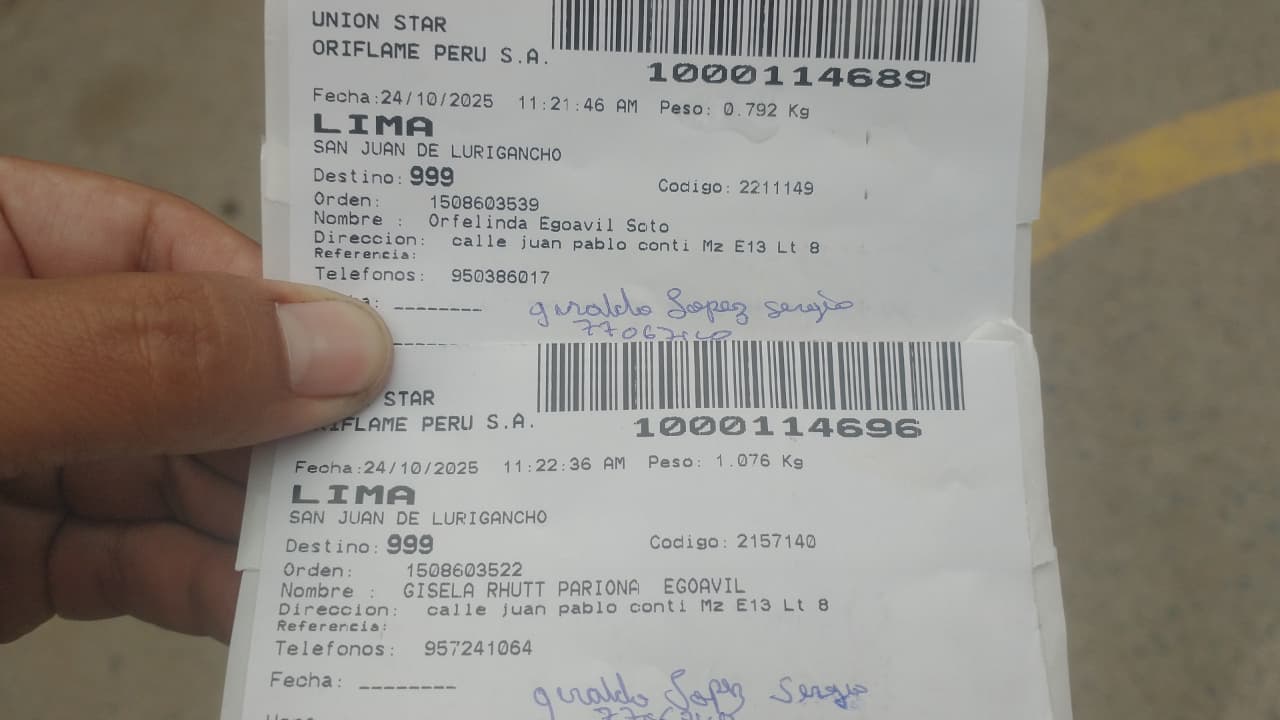 UNION STAR
ORIFLAME PERU S.A.
1000114689
Fecha:24/10/2025 11:21:46 AM Peso: 0.792 Kg
LIMA
SAN JUAN DE LURIGANCHO
Destino: 999 Codigo: 2211149
Orden: 1508603539
Nombre : Orfelinda Egoavil Soto
Direccion: calle juan pablo conti Mz E13 Lt 8
Referencia:
Telefonos: 950386017
giraldo Lopez sergio
STAR
ORIFLAME PERU S.A.
1000114696
Fecha:24/10/2025 11:22:36 AM Peso: 1.076 Kg
LIMA
SAN JUAN DE LURIGANCHO
Destino: 999 Codigo: 2157140
Orden: 1508603522
Nombre : GISELA RHUTT PARIONA EGOAVIL
Direccion: calle juan pablo conti Mz E13 Lt 8
Referencia:
Telefonos: 957241064
Fecha: ________
giraldo Lopez Sergio